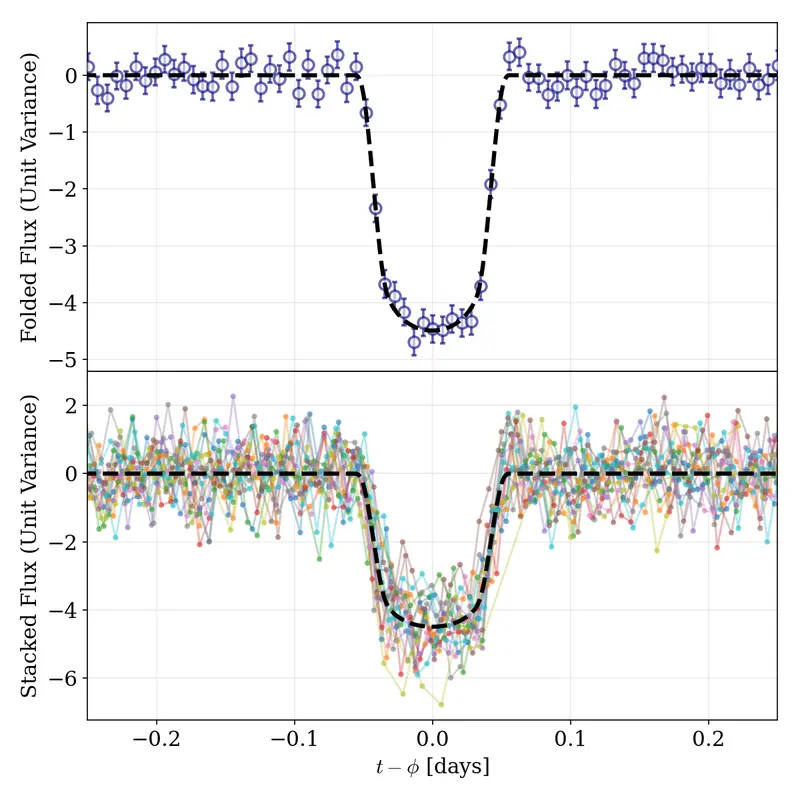 Folded Flux (Unit Variance)
0
−1
−2
−3
−4
−5
Stacked Flux (Unit Variance)
2
0
−2
−4
−6
−0.2 −0.1 0.0 0.1 0.2
t − ϕ [days]